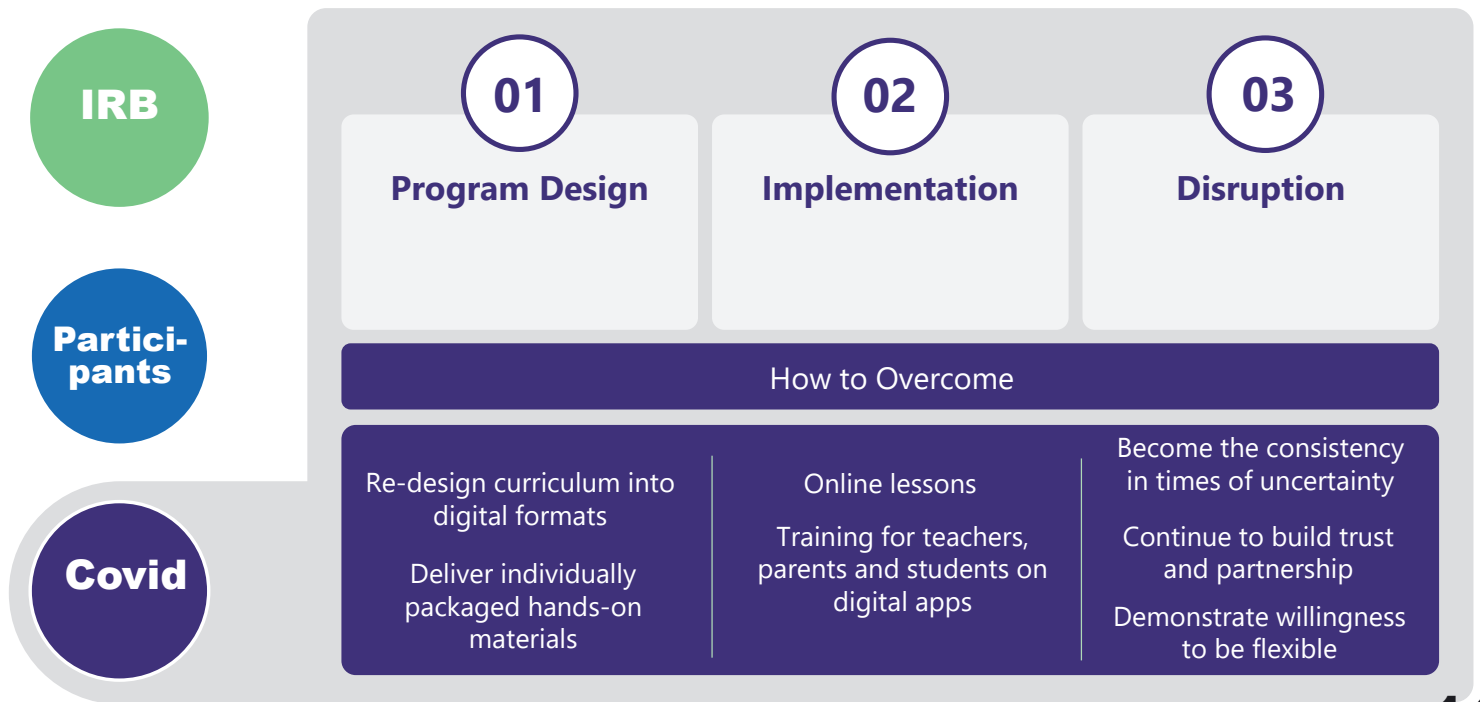 IRB
Partici-
pants
Covid
01
Program Design
02
Implementation
03
Disruption
How to Overcome
Re-design curriculum into
digital formats
Deliver individually
packaged hands-on
materials
Online lessons
Training for teachers,
parents and students on
digital apps
Become the consistency
in times of uncertainty
Continue to build trust
and partnership
Demonstrate willingness
to be flexible